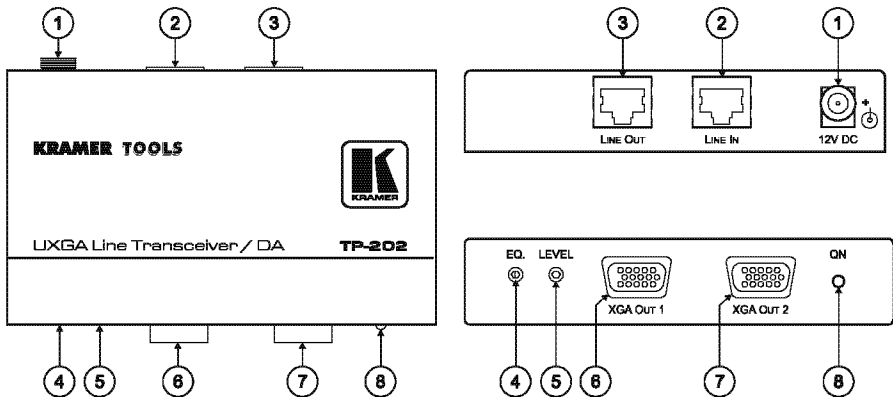 1 2 3 3 2 1
KRAMER TOOLS
K
KRAMER
UXGA Line Transceiver / DA TP-202
LINE OUT LINE IN + 12V DC
EQ. LEVEL ON
XGA OUT 1 XGA OUT 2
4 5 6 7 8 4 5 6 7 8